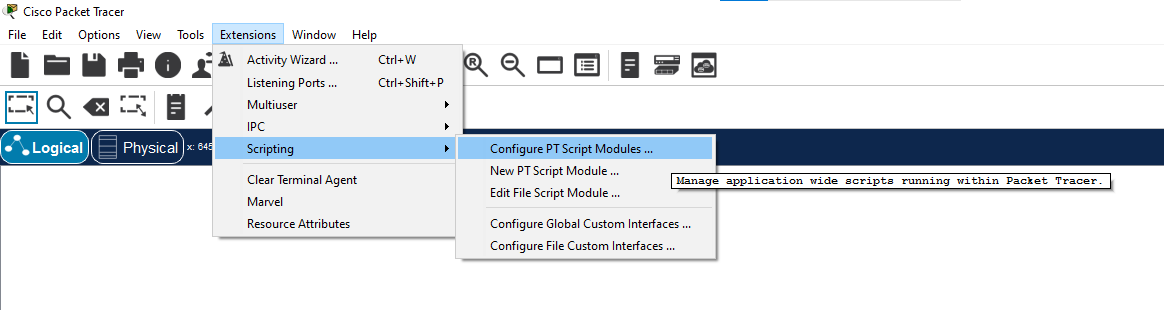 Cisco Packet Tracer
File Edit Options View Tools Extensions Window Help
Activity Wizard ... Ctrl+W
Listening Ports ... Ctrl+Shift+P
Multiuser
IPC
Scripting
Clear Terminal Agent
Marvel
Resource Attributes
Configure PT Script Modules ...
New PT Script Module ...
Edit File Script Module ...
Configure Global Custom Interfaces ...
Configure File Custom Interfaces ...
Manage application wide scripts running within Packet Tracer.
Logical Physical x: 645